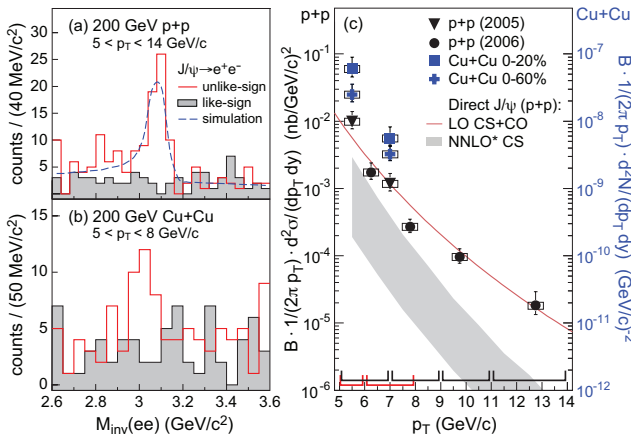 (a) 200 GeV p+p
5 < pT < 14 GeV/c
J/ψ→e+e-
unlike-sign
like-sign
simulation
counts / (40 MeV/c²)
30
20
10
0
(b) 200 GeV Cu+Cu
5 < pT < 8 GeV/c
counts / (50 MeV/c²)
15
10
5
0
2.6 2.8 3.0 3.2 3.4 3.6
Minv(ee) (GeV/c²)
p+p (c) Cu+Cu
p+p (2005)
p+p (2006)
Cu+Cu 0-20%
Cu+Cu 0-60%
Direct J/ψ (p+p):
LO CS+CO
NNLO* CS
B · 1/(2π pT) · d²σ/(dpT dy) (nb/GeV/c)²
10⁻¹
10⁻²
10⁻³
10⁻⁴
10⁻⁵
10⁻⁶
5 6 7 8 9 10 11 12 13 14
pT (GeV/c)
10⁻⁷
10⁻⁸
10⁻⁹
10⁻¹⁰
10⁻¹¹
10⁻¹²
B · 1/(2π pT) · d²N/(dpT dy) (GeV/c)⁻²